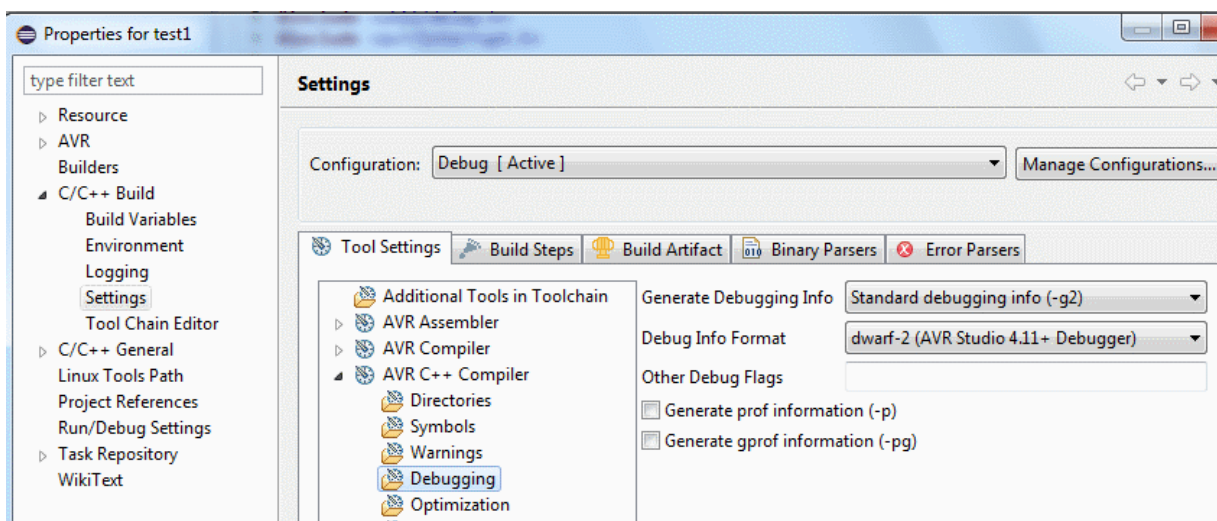 Properties for test1
type filter text
Resource
AVR
Builders
C/C++ Build
Build Variables
Environment
Logging
Settings
Tool Chain Editor
C/C++ General
Linux Tools Path
Project References
Run/Debug Settings
Task Repository
WikiText
Settings
Configuration: Debug [ Active ] Manage Configurations...
Tool Settings Build Steps Build Artifact Binary Parsers Error Parsers
Additional Tools in Toolchain
AVR Assembler
AVR Compiler
AVR C++ Compiler
Directories
Symbols
Warnings
Debugging
Optimization
Generate Debugging Info Standard debugging info (-g2)
Debug Info Format dwarf-2 (AVR Studio 4.11+ Debugger)
Other Debug Flags
Generate prof information (-p)
Generate gprof information (-pg)